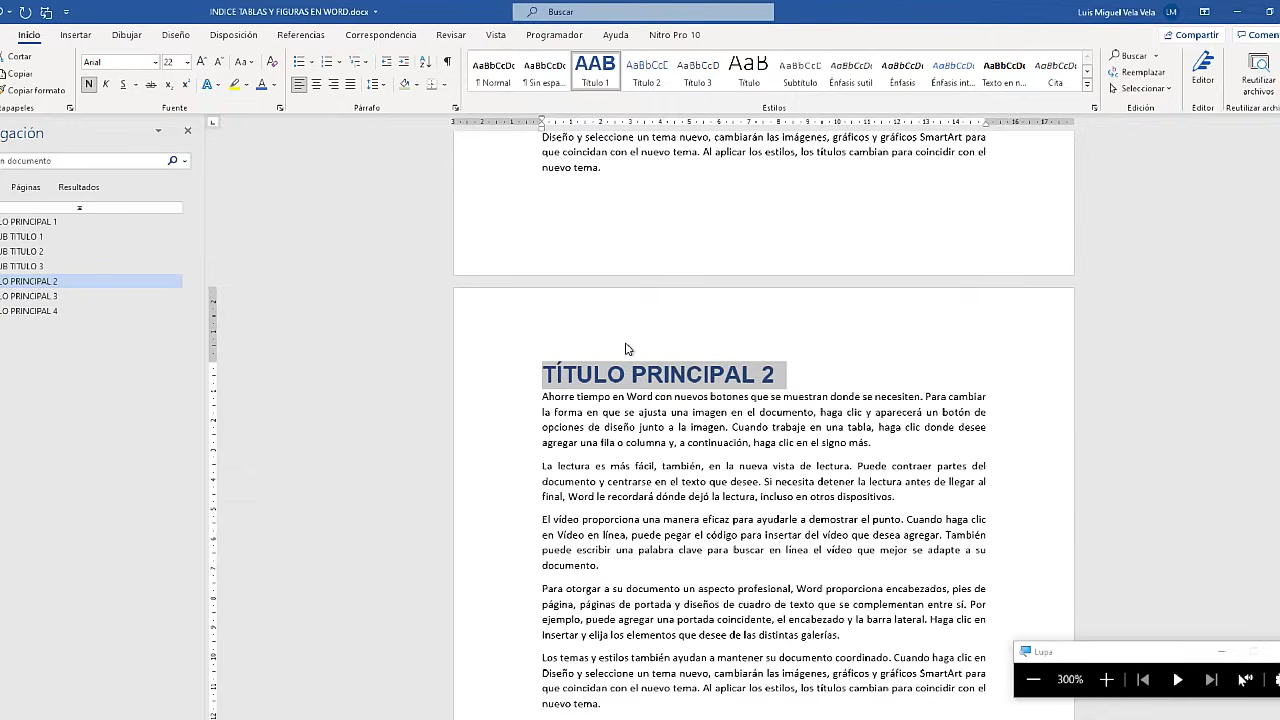 INDICE TABLAS Y FIGURAS EN WORD.docx
Buscar
Luis Miguel Vela Vela
LM
Inicio Insertar Dibujar Diseño Disposición Referencias Correspondencia Revisar Vista Programador Ayuda Nitro Pro 10
Compartir
Comen
Cortar
Copiar
Copiar formato
apapeles
Arial
22
Aa
N K S ab x₂ x²
Fuente
Párrafo
AaBbCcDc AaBbCcDc AAB AaBbCcD AaBbCcD AaB AaBbCcD AaBbCcDc AaBbCcDc AaBbCcDc AaBbCcDc AaBbCcDc
¶ Normal ¶ Sin espa... Título 1 Título 2 Título 3 Título Subtítulo Énfasis sutil Énfasis Énfasis int... Texto en n... Cita
Estilos
Buscar
Reemplazar
Seleccionar
Edición
Editor
Editor
Reutilizar
archivos
Reutilizar archiv
gación
n documento
Páginas Resultados
LO PRINCIPAL 1
UB TITULO 1
UB TITULO 2
UB TITULO 3
LO PRINCIPAL 2
LO PRINCIPAL 3
LO PRINCIPAL 4
Diseño y seleccione un tema nuevo, cambiarán las imágenes, gráficos y gráficos SmartArt para
que coincidan con el nuevo tema. Al aplicar los estilos, los títulos cambian para coincidir con el
nuevo tema.
TÍTULO PRINCIPAL 2
Ahorre tiempo en Word con nuevos botones que se muestran donde se necesiten. Para cambiar
la forma en que se ajusta una imagen en el documento, haga clic y aparecerá un botón de
opciones de diseño junto a la imagen. Cuando trabaje en una tabla, haga clic donde desee
agregar una fila o columna y, a continuación, haga clic en el signo más.
La lectura es más fácil, también, en la nueva vista de lectura. Puede contraer partes del
documento y centrarse en el texto que desee. Si necesita detener la lectura antes de llegar al
final, Word le recordará dónde dejó la lectura, incluso en otros dispositivos.
El vídeo proporciona una manera eficaz para ayudarle a demostrar el punto. Cuando haga clic
en Vídeo en línea, puede pegar el código para insertar del vídeo que desea agregar. También
puede escribir una palabra clave para buscar en línea el vídeo que mejor se adapte a su
documento.
Para otorgar a su documento un aspecto profesional, Word proporciona encabezados, pies de
página, páginas de portada y diseños de cuadro de texto que se complementan entre sí. Por
ejemplo, puede agregar una portada coincidente, el encabezado y la barra lateral. Haga clic en
Insertar y elija los elementos que desee de las distintas galerías.
Los temas y estilos también ayudan a mantener su documento coordinado. Cuando haga clic en
Diseño y seleccione un tema nuevo, cambiarán las imágenes, gráficos y gráficos SmartArt para
que coincidan con el nuevo tema. Al aplicar los estilos, los títulos cambian para coincidir con el
nuevo tema.
Lupa
300%